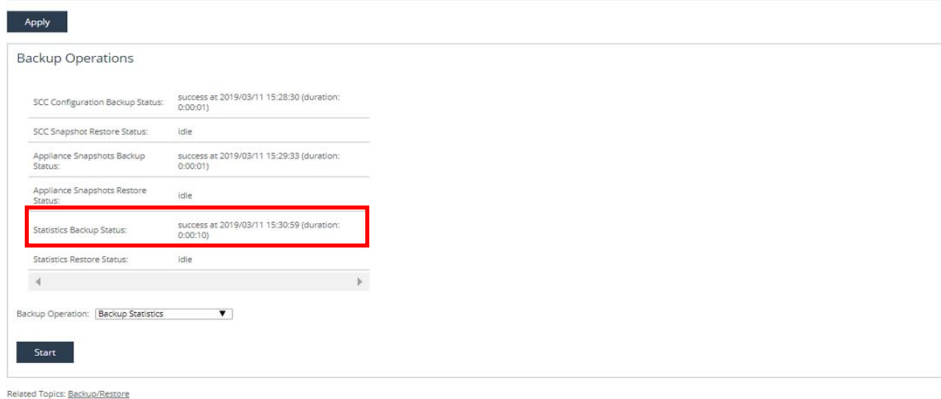 Apply
Backup Operations
SCC Configuration Backup Status: success at 2019/03/11 15:28:30 (duration:
0:00:01)
SCC Snapshot Restore Status: idle
Appliance Snapshots Backup success at 2019/03/11 15:29:33 (duration:
Status: 0:00:01)
Appliance Snapshots Restore
Status: idle
Statistics Backup Status: success at 2019/03/11 15:30:59 (duration:
0:00:10)
Statistics Restore Status: idle
Backup Operation: Backup Statistics
Start
Related Topics: Backup/Restore